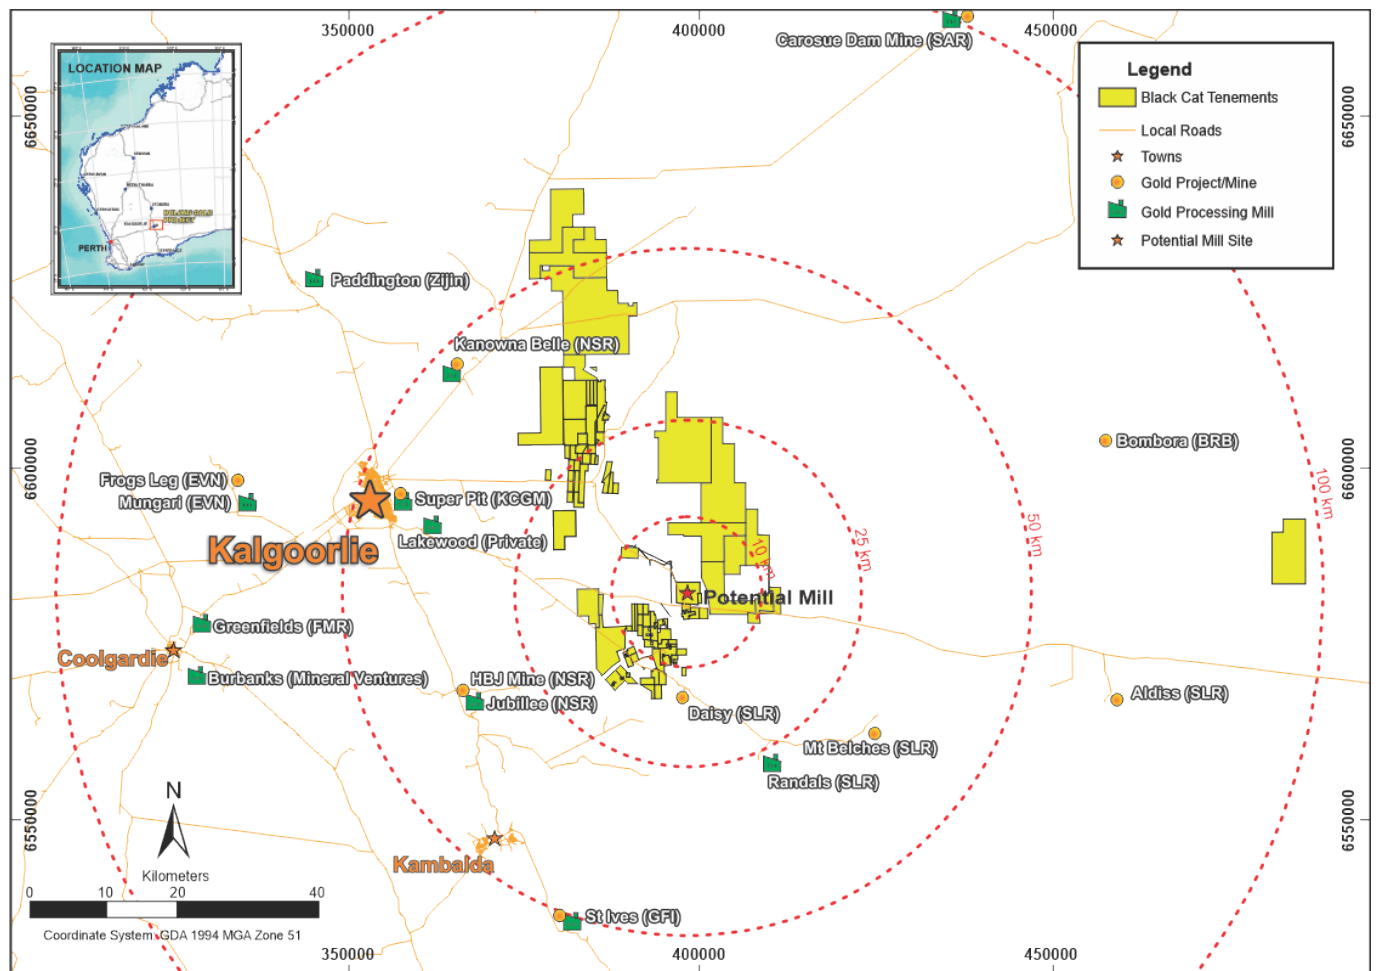 350000
400000
450000
Carosue Dam Mine (SAR)
LOCATION MAP
PERTH
Legend
Black Cat Tenements
Local Roads
Towns
Gold Project/Mine
Gold Processing Mill
Potential Mill Site
6650000
6650000
Paddington (Zijin)
Kanowna Belle (NSR)
Bombora (BRB)
6600000
6600000
Frogs Leg (EVN)
Mungari (EVN)
Super Pit (KCGM)
Lakewood (Private)
Kalgoorlie
100 km
50 km
25 km
10 km
Potential Mill
Greenfields (FMR)
Coolgardie
Burbanks (Mineral Ventures)
HBJ Mine (NSR)
Jubillee (NSR)
Daisy (SLR)
Aldiss (SLR)
Mt Belches (SLR)
Randals (SLR)
6550000
6550000
N
Kambalda
Kilometers
0 10 20 40
St Ives (GFI)
Coordinate System: GDA 1994 MGA Zone 51
350000
400000
450000